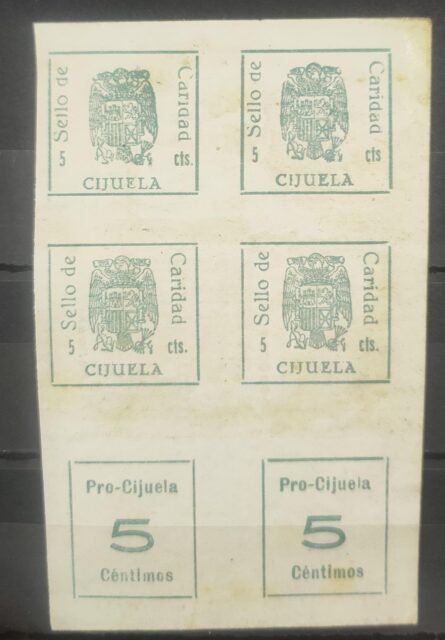 Sello de
Caridad
5 cts.
CIJUELA
Sello de
Caridad
5 cts
CIJUELA
Sello de
Caridad
5 cts.
CIJUELA
Sello de
Caridad
5 cts.
CIJUELA
Pro-Cijuela
5
Céntimos
Pro-Cijuela
5
Céntimos